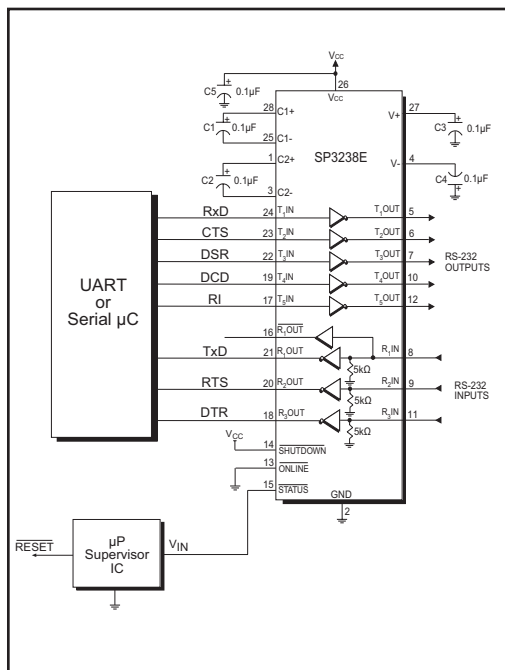 VCC
26
VCC
C5 + 0.1µF
28 C1+
C1 + 0.1µF
25 C1-
1 C2+
C2 + 0.1µF
3 C2-
SP3238E
V+ 27
C3 + 0.1µF
V- 4
C4 0.1µF +
UART
or
Serial µC
RxD 24 T1IN T1OUT 5
CTS 23 T2IN T2OUT 6
DSR 22 T3IN T3OUT 7
DCD 19 T4IN T4OUT 10
RI 17 T5IN T5OUT 12
RS-232
OUTPUTS
16 R1OUT
TxD 21 R1OUT R1IN 8
5kΩ
RTS 20 R2OUT R2IN 9
5kΩ
DTR 18 R3OUT R3IN 11
5kΩ
RS-232
INPUTS
VCC
14 SHUTDOWN
13 ONLINE
15 STATUS
GND
2
RESET
µP
Supervisor
IC
VIN